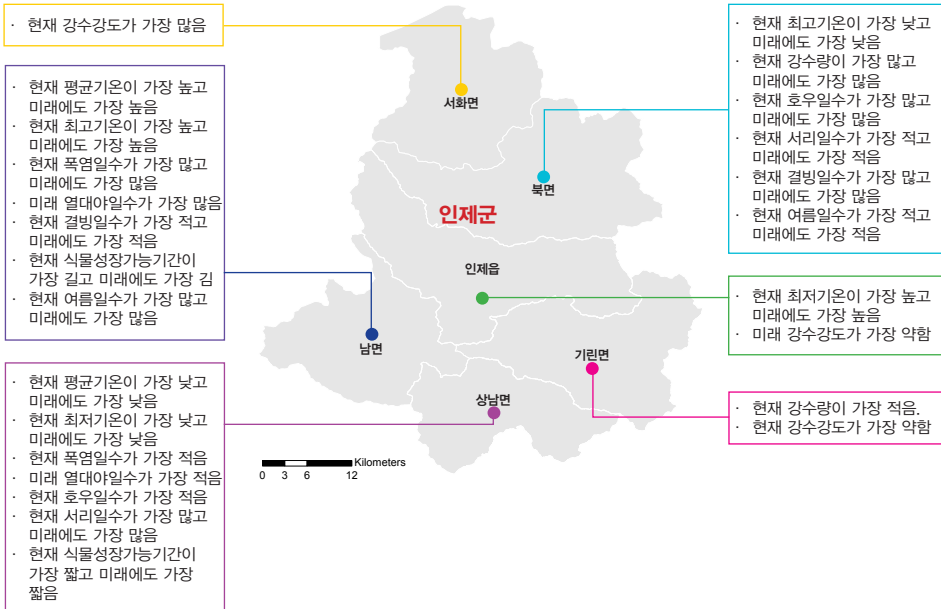 · 현재 강수강도가 가장 많음
· 현재 평균기온이 가장 높고
미래에도 가장 높음
· 현재 최고기온이 가장 높고
미래에도 가장 높음
· 현재 폭염일수가 가장 많고
미래에도 가장 많음
· 미래 열대야일수가 가장 많음
· 현재 결빙일수가 가장 적고
미래에도 가장 적음
· 현재 식물성장가능기간이
가장 길고 미래에도 가장 김
· 현재 여름일수가 가장 많고
미래에도 가장 많음
· 현재 평균기온이 가장 낮고
미래에도 가장 낮음
· 현재 최저기온이 가장 낮고
미래에도 가장 낮음
· 현재 폭염일수가 가장 적음
· 미래 열대야일수가 가장 적음
· 현재 호우일수가 가장 적음
· 현재 서리일수가 가장 많고
미래에도 가장 많음
· 현재 식물성장가능기간이
가장 짧고 미래에도 가장
짧음
서화면
북면
인제군
인제읍
남면
기린면
상남면
Kilometers
0 3 6 12
· 현재 최고기온이 가장 낮고
미래에도 가장 낮음
· 현재 강수량이 가장 많고
미래에도 가장 많음
· 현재 호우일수가 가장 많고
미래에도 가장 많음
· 현재 서리일수가 가장 적고
미래에도 가장 적음
· 현재 결빙일수가 가장 많고
미래에도 가장 많음
· 현재 여름일수가 가장 적고
미래에도 가장 적음
· 현재 최저기온이 가장 높고
미래에도 가장 높음
· 미래 강수강도가 가장 약함
· 현재 강수량이 가장 적음.
· 현재 강수강도가 가장 약함